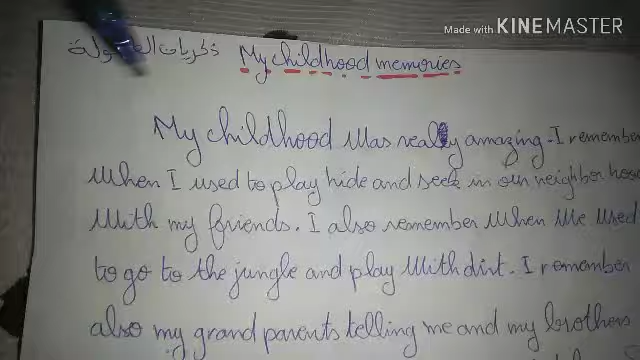 Made with KINEMASTER
ذكريات الطفولة My childhood memories
My childhood was really amazing. I remember
when I used to play hide and seek in our neighbor hood
with my friends. I also remember when we used
to go to the jungle and play with dirt. I remember
also my grand parents telling me and my brothers